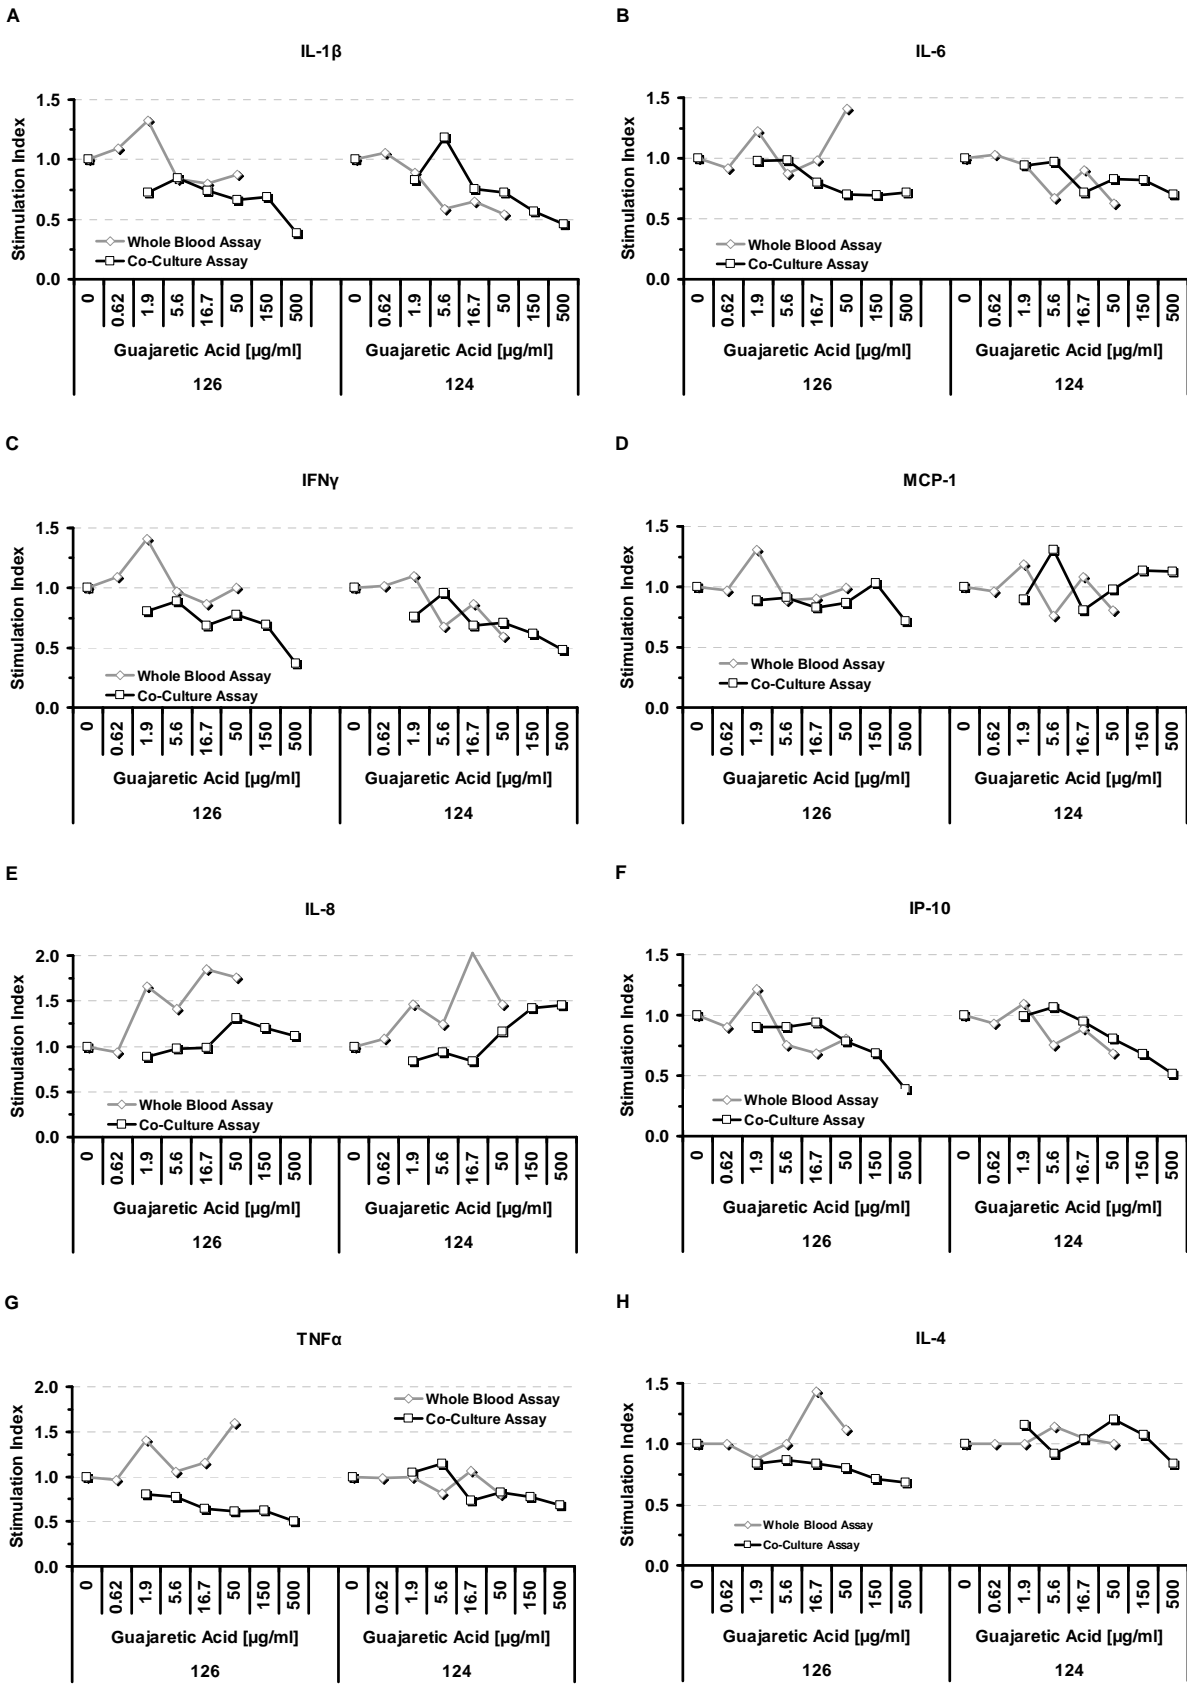 A
IL-1β
Stimulation Index
1.5
1.0
0.5
0.0
Whole Blood Assay
Co-Culture Assay
0 0.62 1.9 5.6 16.7 50 150 500 0 0.62 1.9 5.6 16.7 50 150 500
Guajaretic Acid [µg/ml] Guajaretic Acid [µg/ml]
126 124
B
IL-6
Stimulation Index
1.5
1.0
0.5
0.0
Whole Blood Assay
Co-Culture Assay
0 0.62 1.9 5.6 16.7 50 150 500 0 0.62 1.9 5.6 16.7 50 150 500
Guajaretic Acid [µg/ml] Guajaretic Acid [µg/ml]
126 124
C
IFNγ
Stimulation Index
1.5
1.0
0.5
0.0
Whole Blood Assay
Co-Culture Assay
0 0.62 1.9 5.6 16.7 50 150 500 0 0.62 1.9 5.6 16.7 50 150 500
Guajaretic Acid [µg/ml] Guajaretic Acid [µg/ml]
126 124
D
MCP-1
Stimulation Index
1.5
1.0
0.5
0.0
Whole Blood Assay
Co-Culture Assay
0 0.62 1.9 5.6 16.7 50 150 500 0 0.62 1.9 5.6 16.7 50 150 500
Guajaretic Acid [µg/ml] Guajaretic Acid [µg/ml]
126 124
E
IL-8
Stimulation Index
2.0
1.5
1.0
0.5
0.0
Whole Blood Assay
Co-Culture Assay
0 0.62 1.9 5.6 16.7 50 150 500 0 0.62 1.9 5.6 16.7 50 150 500
Guajaretic Acid [µg/ml] Guajaretic Acid [µg/ml]
126 124
F
IP-10
Stimulation Index
1.5
1.0
0.5
0.0
Whole Blood Assay
Co-Culture Assay
0 0.62 1.9 5.6 16.7 50 150 500 0 0.62 1.9 5.6 16.7 50 150 500
Guajaretic Acid [µg/ml] Guajaretic Acid [µg/ml]
126 124
G
TNFα
Stimulation Index
2.0
1.5
1.0
0.5
0.0
Whole Blood Assay
Co-Culture Assay
0 0.62 1.9 5.6 16.7 50 150 500 0 0.62 1.9 5.6 16.7 50 150 500
Guajaretic Acid [µg/ml] Guajaretic Acid [µg/ml]
126 124
H
IL-4
Stimulation Index
1.5
1.0
0.5
0.0
Whole Blood Assay
Co-Culture Assay
0 0.62 1.9 5.6 16.7 50 150 500 0 0.62 1.9 5.6 16.7 50 150 500
Guajaretic Acid [µg/ml] Guajaretic Acid [µg/ml]
126 124